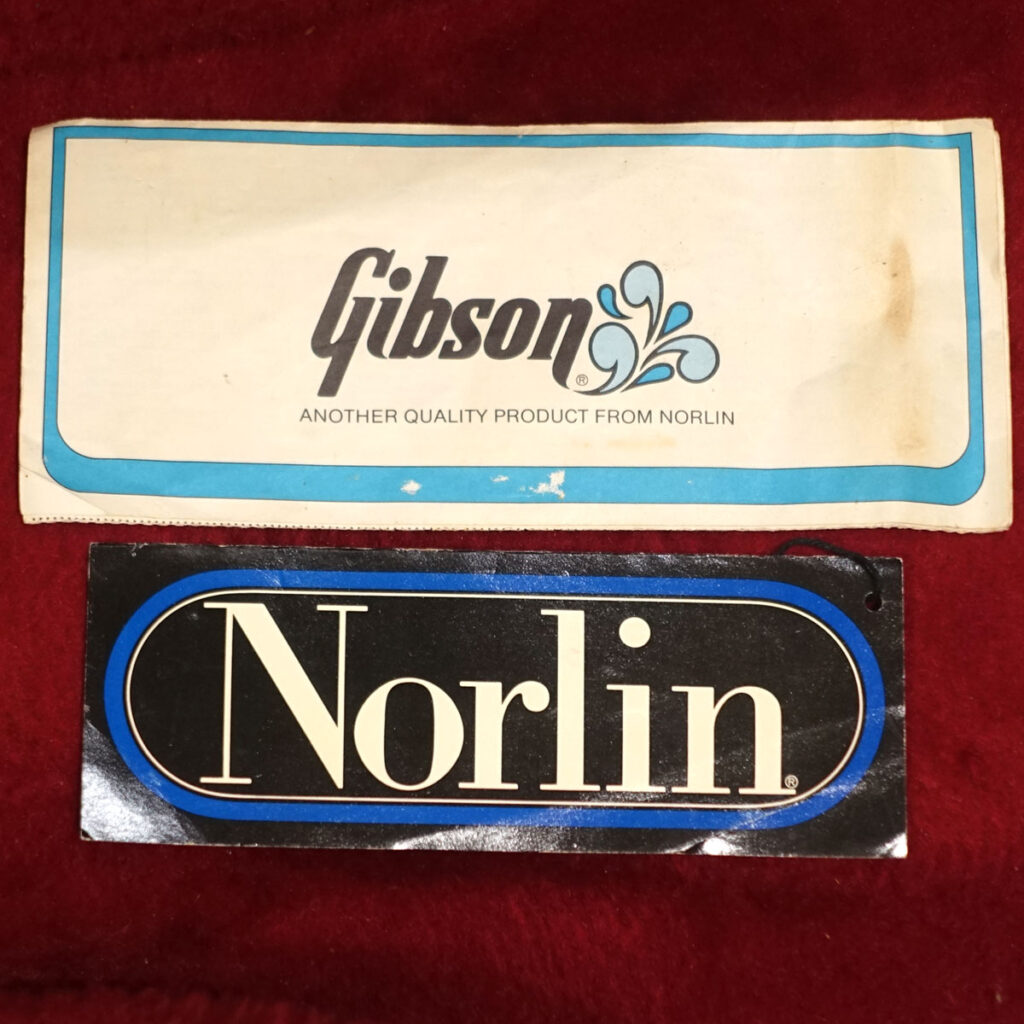 Gibson®
ANOTHER QUALITY PRODUCT FROM NORLIN
Norlin®